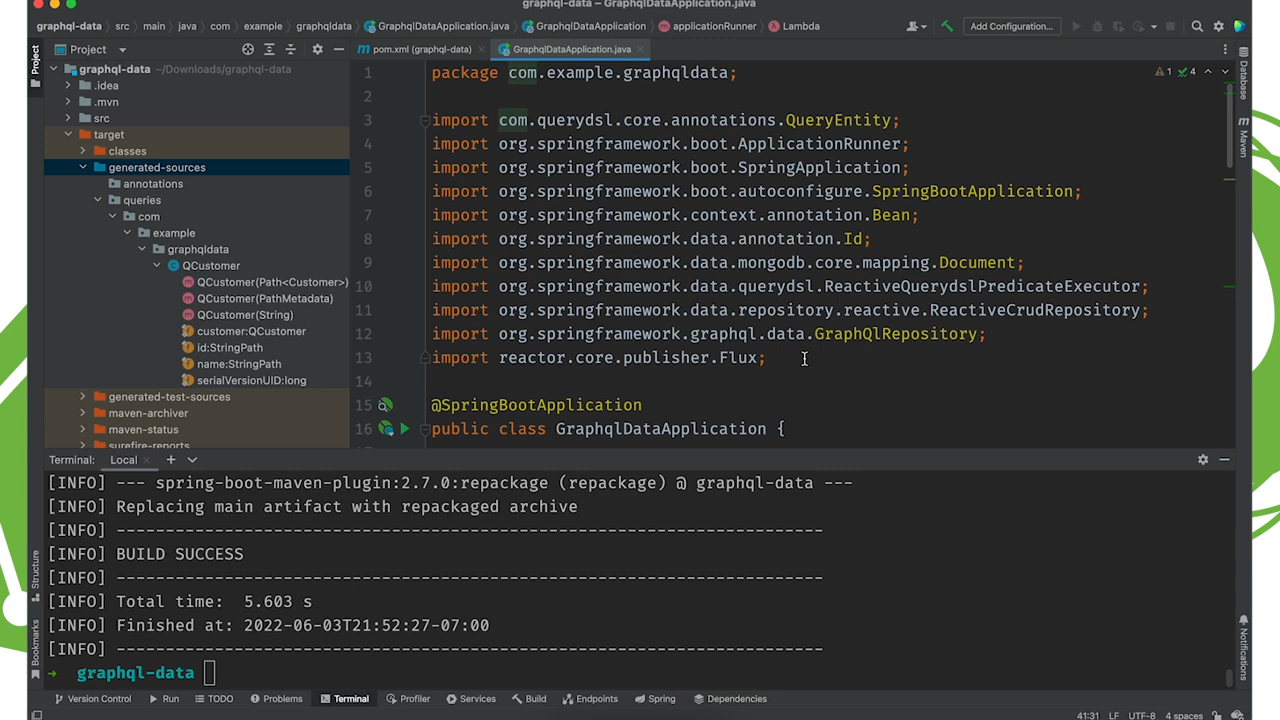 graphql-data – GraphqlDataApplication.java
graphql-data src main java com example graphqldata GraphqlDataApplication.java GraphqlDataApplication applicationRunner Lambda Add Configuration...
Project
Project
pom.xml (graphql-data)
GraphqlDataApplication.java
graphql-data ~/Downloads/graphql-data
.idea
.mvn
src
target
classes
generated-sources
annotations
queries
com
example
graphqldata
QCustomer
QCustomer(Path<Customer>)
QCustomer(PathMetadata)
QCustomer(String)
customer:QCustomer
id:StringPath
name:StringPath
serialVersionUID:long
generated-test-sources
maven-archiver
maven-status
surefire-reports
1 package com.example.graphqldata;
2
3 import com.querydsl.core.annotations.QueryEntity;
4 import org.springframework.boot.ApplicationRunner;
5 import org.springframework.boot.SpringApplication;
6 import org.springframework.boot.autoconfigure.SpringBootApplication;
7 import org.springframework.context.annotation.Bean;
8 import org.springframework.data.annotation.Id;
9 import org.springframework.data.mongodb.core.mapping.Document;
10 import org.springframework.data.querydsl.ReactiveQuerydslPredicateExecutor;
11 import org.springframework.data.repository.reactive.ReactiveCrudRepository;
12 import org.springframework.graphql.data.GraphQlRepository;
13 import reactor.core.publisher.Flux;
14
15 @SpringBootApplication
16 public class GraphqlDataApplication {
1 4
Database
Maven
Notifications
Structure
Bookmarks
Terminal: Local
[INFO] --- spring-boot-maven-plugin:2.7.0:repackage (repackage) @ graphql-data ---
[INFO] Replacing main artifact with repackaged archive
[INFO] ------------------------------------------------------------------------
[INFO] BUILD SUCCESS
[INFO] ------------------------------------------------------------------------
[INFO] Total time:  5.603 s
[INFO] Finished at: 2022-06-03T21:52:27-07:00
[INFO] ------------------------------------------------------------------------
→ graphql-data
Version Control Run TODO Problems Terminal Profiler Services Build Endpoints Spring Dependencies
41:31 LF UTF-8 4 spaces